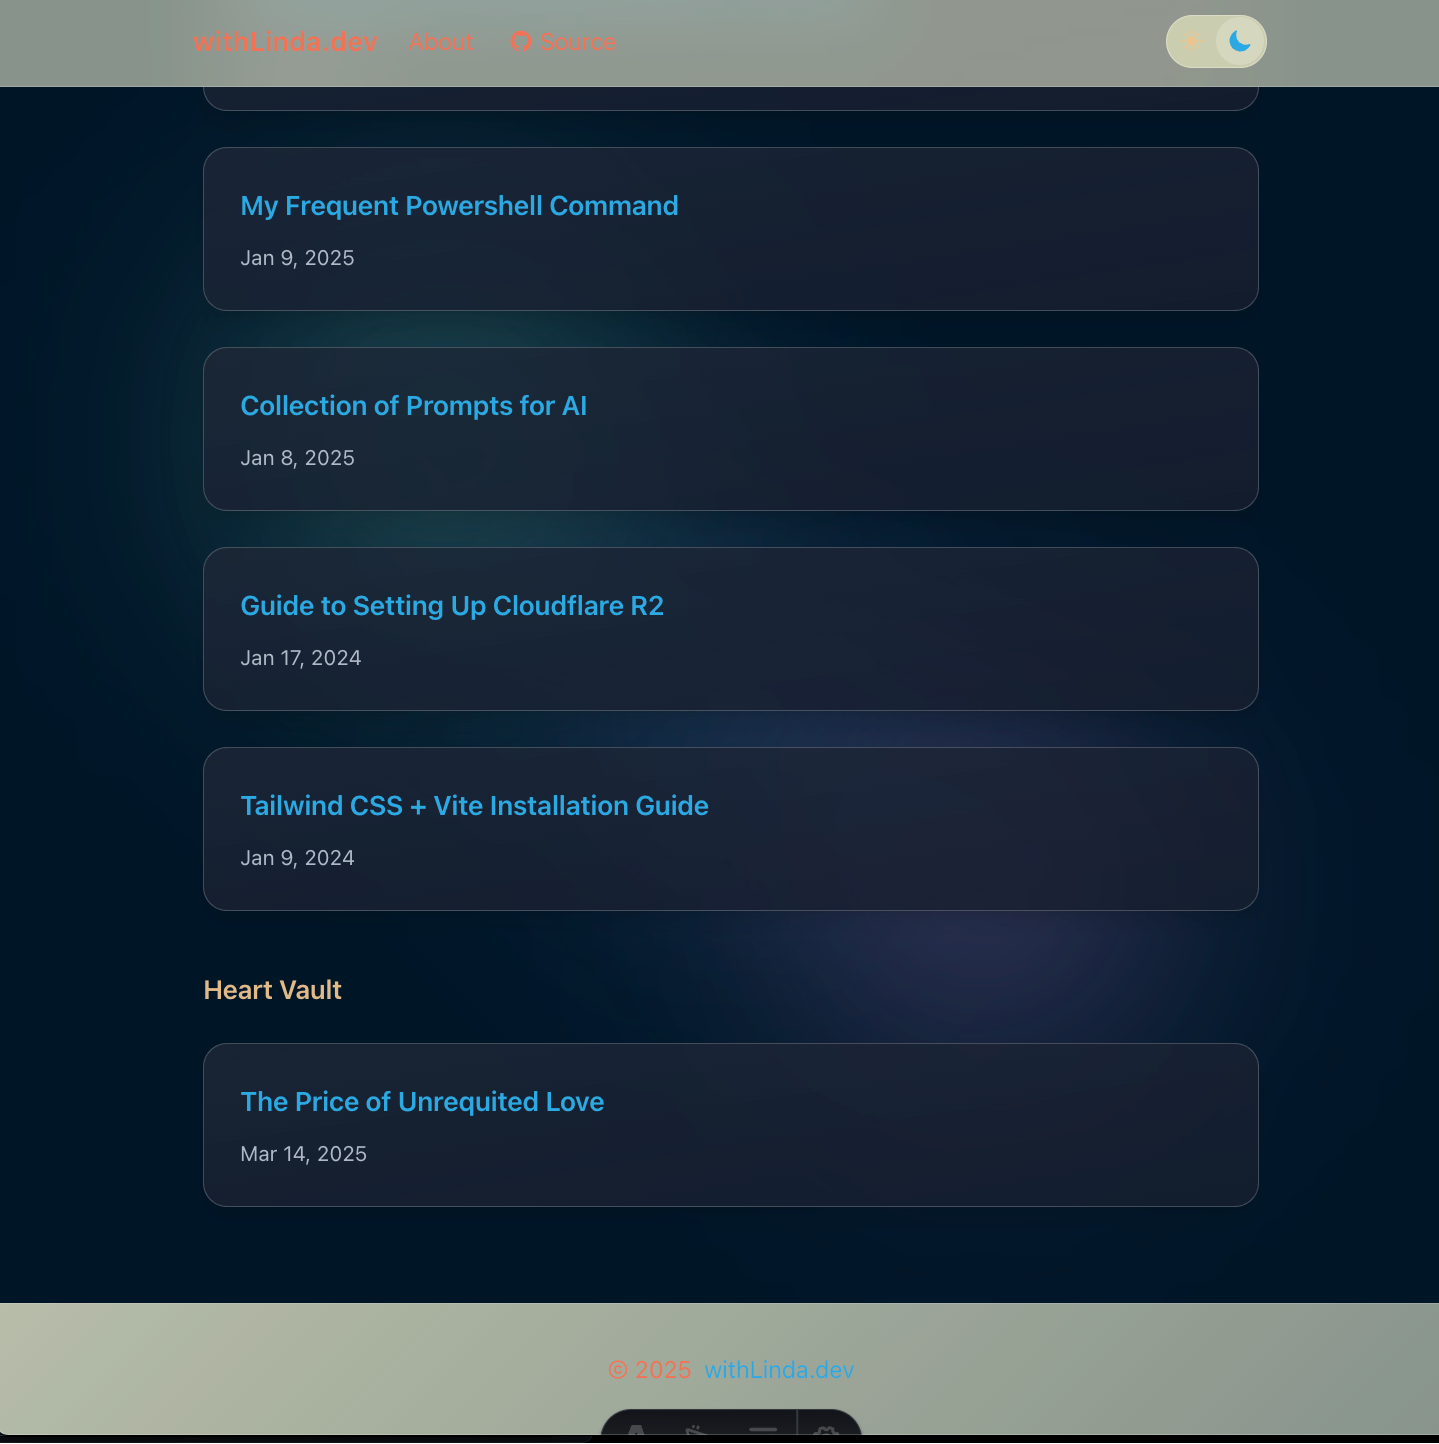 withLinda.dev About Source
My Frequent Powershell Command
Jan 9, 2025
Collection of Prompts for AI
Jan 8, 2025
Guide to Setting Up Cloudflare R2
Jan 17, 2024
Tailwind CSS + Vite Installation Guide
Jan 9, 2024
Heart Vault
The Price of Unrequited Love
Mar 14, 2025
© 2025 withLinda.dev